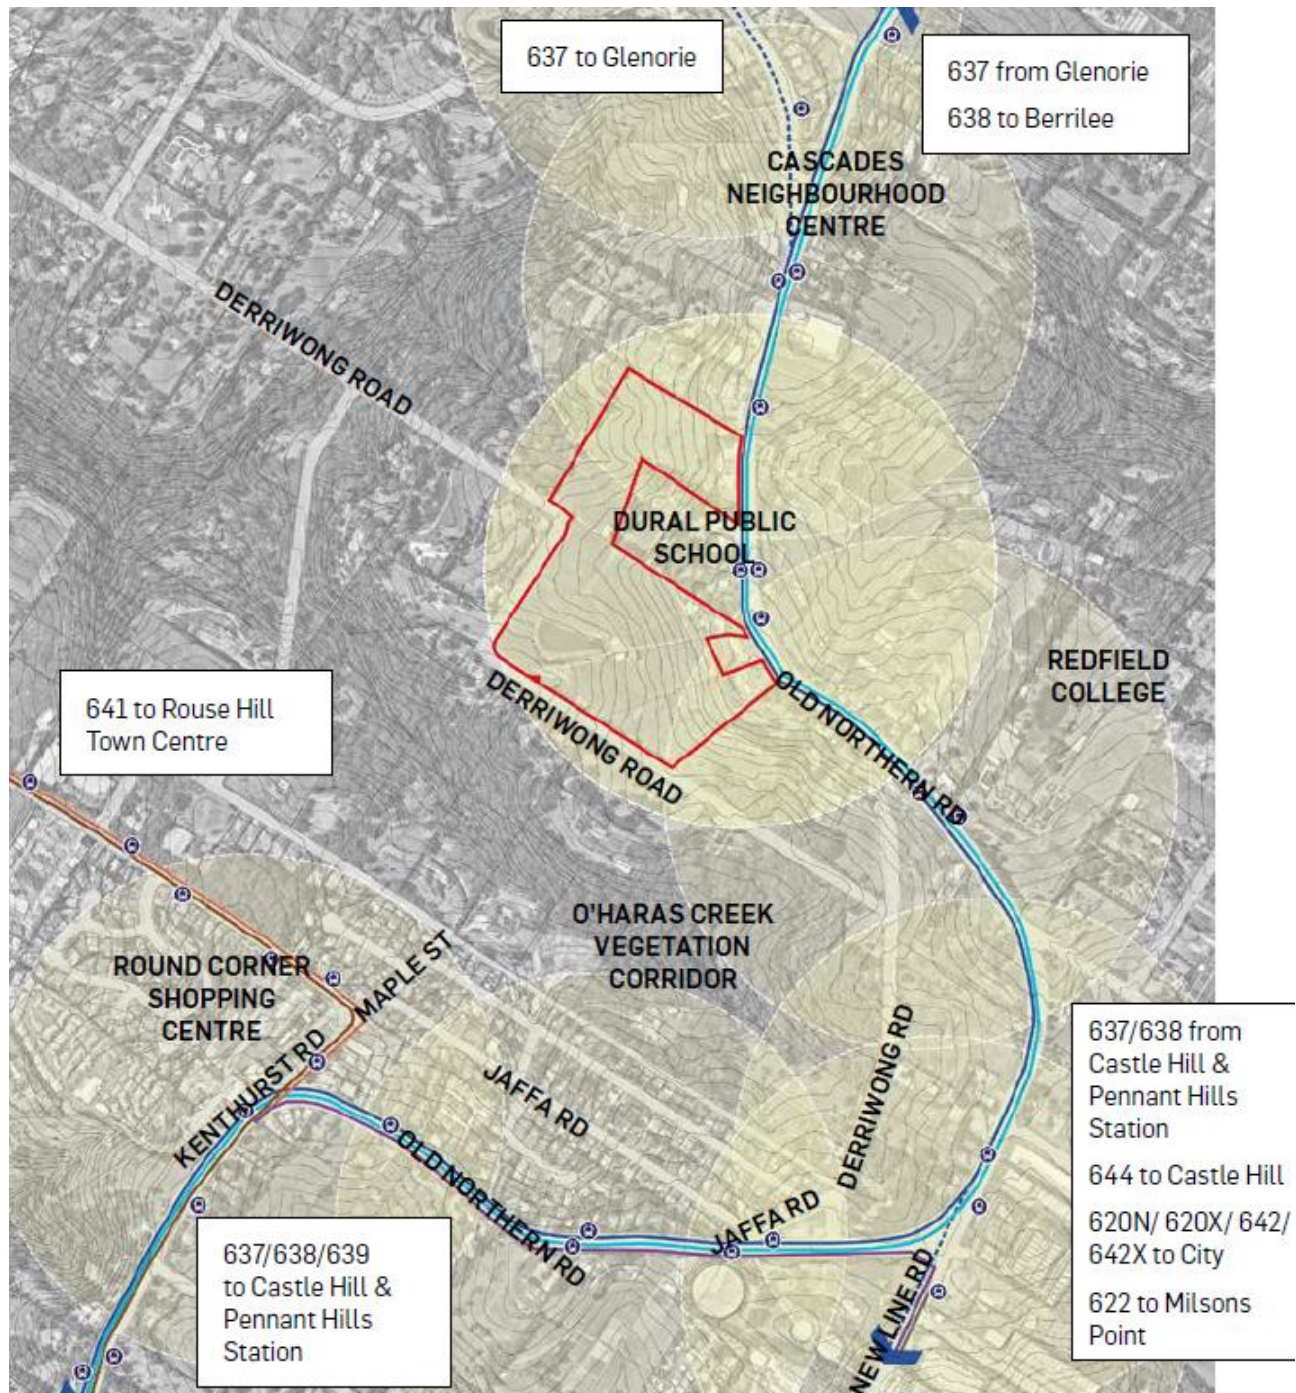 637 to Glenorie
637 from Glenorie
638 to Berrilee
CASCADES
NEIGHBOURHOOD
CENTRE
DERRIWONG ROAD
DURAL PUBLIC
SCHOOL
REDFIELD
COLLEGE
OLD NORTHERN RD
DERRIWONG ROAD
641 to Rouse Hill
Town Centre
O'HARAS CREEK
VEGETATION
CORRIDOR
ROUND CORNER
SHOPPING
CENTRE
MAPLE ST
KENTHURST RD
JAFFA RD
DERRIWONG RD
OLD NORTHERN RD
JAFFA RD
NEW LINE RD
637/638 from
Castle Hill &
Pennant Hills
Station
644 to Castle Hill
620N/ 620X/ 642/
642X to City
622 to Milsons
Point
637/638/639
to Castle Hill &
Pennant Hills
Station